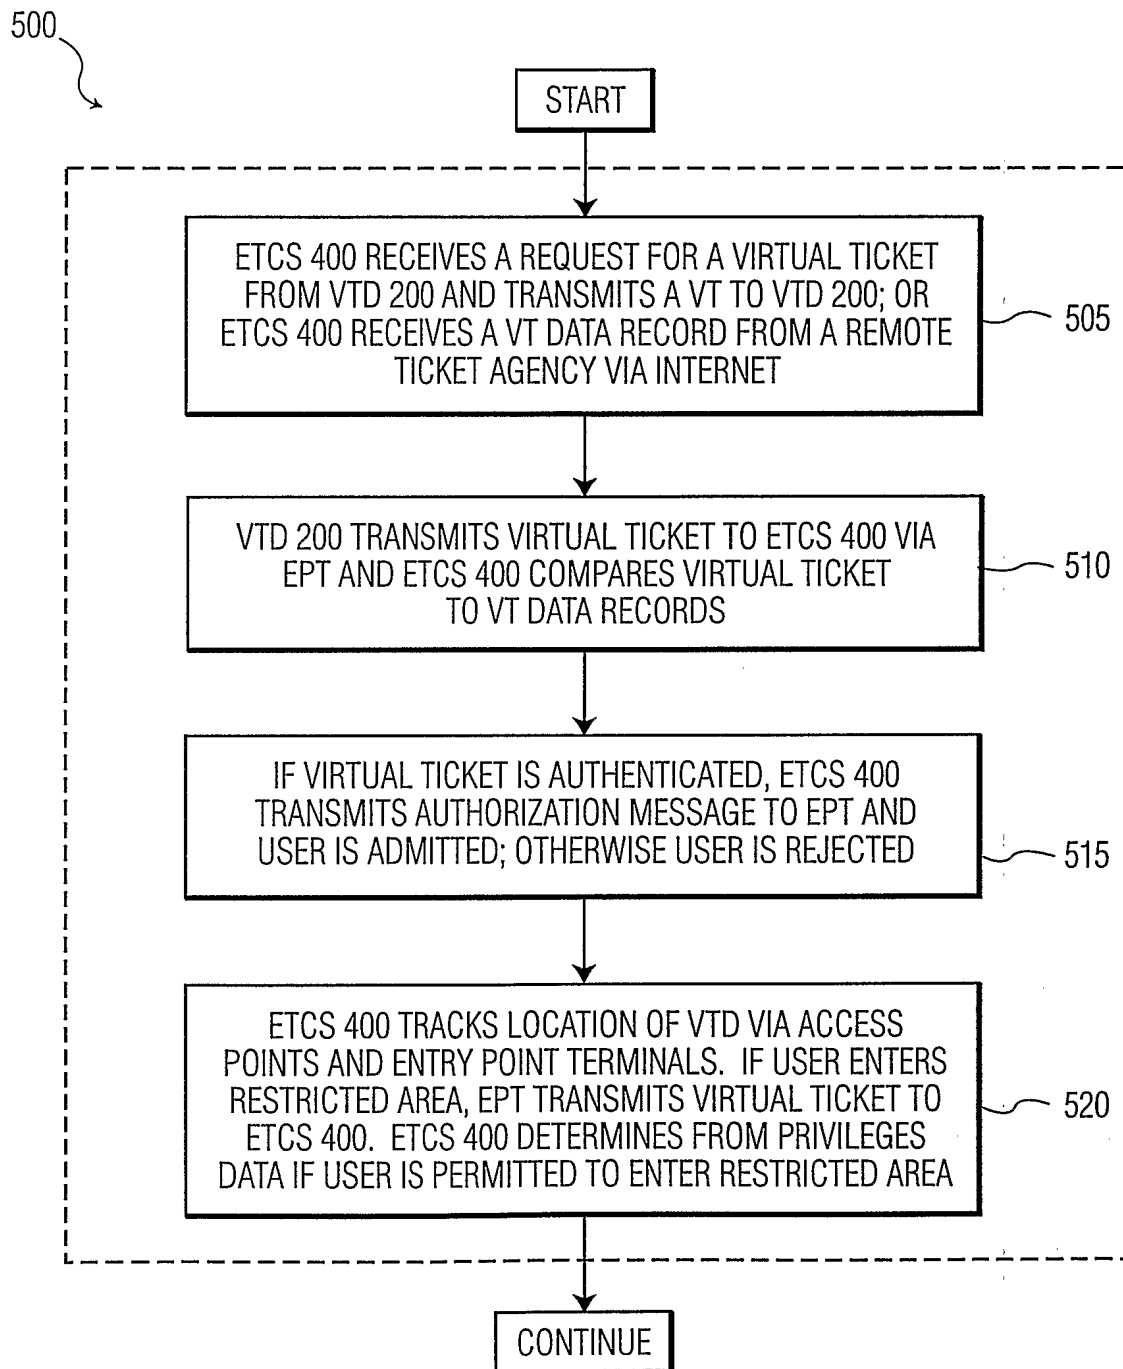 500
START
ETCS 400 RECEIVES A REQUEST FOR A VIRTUAL TICKET
FROM VTD 200 AND TRANSMITS A VT TO VTD 200; OR
ETCS 400 RECEIVES A VT DATA RECORD FROM A REMOTE
TICKET AGENCY VIA INTERNET
505
VTD 200 TRANSMITS VIRTUAL TICKET TO ETCS 400 VIA
EPT AND ETCS 400 COMPARES VIRTUAL TICKET
TO VT DATA RECORDS
510
IF VIRTUAL TICKET IS AUTHENTICATED, ETCS 400
TRANSMITS AUTHORIZATION MESSAGE TO EPT AND
USER IS ADMITTED; OTHERWISE USER IS REJECTED
515
ETCS 400 TRACKS LOCATION OF VTD VIA ACCESS
POINTS AND ENTRY POINT TERMINALS. IF USER ENTERS
RESTRICTED AREA, EPT TRANSMITS VIRTUAL TICKET TO
ETCS 400. ETCS 400 DETERMINES FROM PRIVILEGES
DATA IF USER IS PERMITTED TO ENTER RESTRICTED AREA
520
CONTINUE